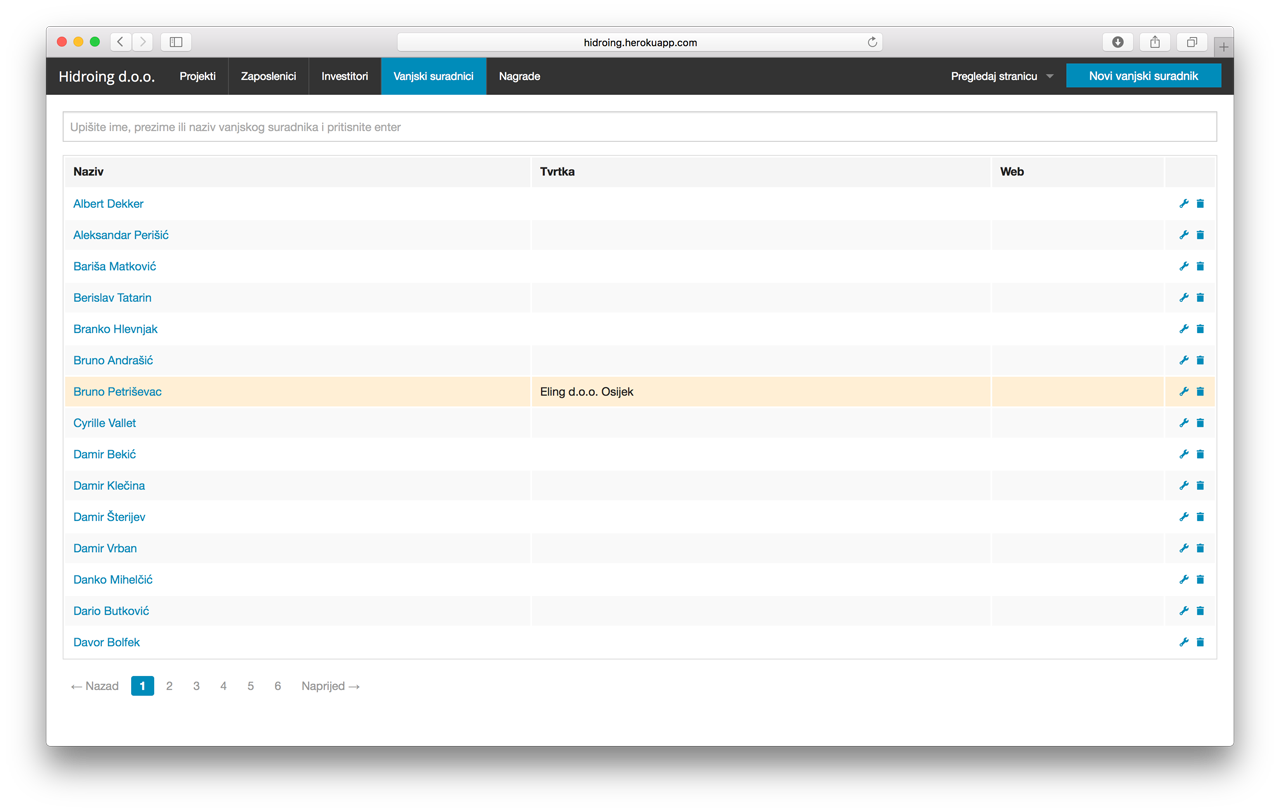 hidroing.herokuapp.com
Hidroing d.o.o. Projekti Zaposlenici Investitori Vanjski suradnici Nagrade Pregledaj stranicu Novi vanjski suradnik
Upišite ime, prezime ili naziv vanjskog suradnika i pritisnite enter
Naziv Tvrtka Web
Albert Dekker
Aleksandar Perišić
Bariša Matković
Berislav Tatarin
Branko Hlevnjak
Bruno Andrašić
Bruno Petriševac Eling d.o.o. Osijek
Cyrille Vallet
Damir Bekić
Damir Klečina
Damir Šterijev
Damir Vrban
Danko Mihelčić
Dario Butković
Davor Bolfek
← Nazad 1 2 3 4 5 6 Naprijed →